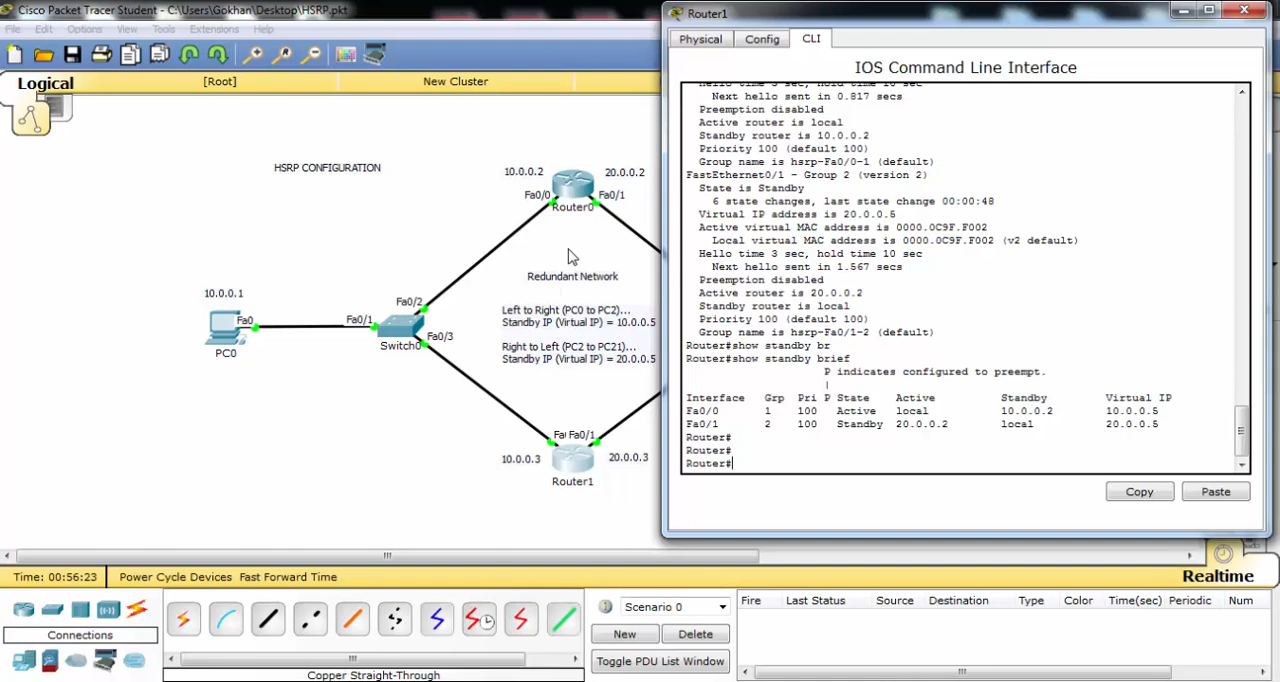 Cisco Packet Tracer Student - C:\Users\Gokhan\Desktop\HSRP.pkt
File Edit Options View Tools Extensions Help
Logical [Root] New Cluster
HSRP CONFIGURATION
10.0.0.2 20.0.0.2
Fa0/0 Fa0/1
Router0
Redundant Network
10.0.0.1
Fa0 Fa0/1 Fa0/2
PC0 Switch0 Fa0/3
Left to Right (PC0 to PC2)...
Standby IP (Virtual IP) = 10.0.0.5
Right to Left (PC2 to PC21)...
Standby IP (Virtual IP) = 20.0.0.5
Fa0/1
10.0.0.3 20.0.0.3
Router1
Router1
Physical Config CLI
IOS Command Line Interface
Hello time 3 sec, hold time 10 sec
Next hello sent in 0.817 secs
Preemption disabled
Active router is local
Standby router is 10.0.0.2
Priority 100 (default 100)
Group name is hsrp-Fa0/0-1 (default)
FastEthernet0/1 - Group 2 (version 2)
State is Standby
6 state changes, last state change 00:00:48
Virtual IP address is 20.0.0.5
Active virtual MAC address is 0000.0C9F.F002
Local virtual MAC address is 0000.0C9F.F002 (v2 default)
Hello time 3 sec, hold time 10 sec
Next hello sent in 1.567 secs
Preemption disabled
Active router is 20.0.0.2
Standby router is local
Priority 100 (default 100)
Group name is hsrp-Fa0/1-2 (default)
Router#show standby br
Router#show standby brief
P indicates configured to preempt.
|
Interface Grp Pri P State Active Standby Virtual IP
Fa0/0 1 100 Active local 10.0.0.2 10.0.0.5
Fa0/1 2 100 Standby 20.0.0.2 local 20.0.0.5
Router#
Router#
Router#
Copy Paste
Time: 00:56:23 Power Cycle Devices Fast Forward Time
Realtime
Connections
Copper Straight-Through
Scenario 0
New Delete
Toggle PDU List Window
Fire Last Status Source Destination Type Color Time(sec) Periodic Num